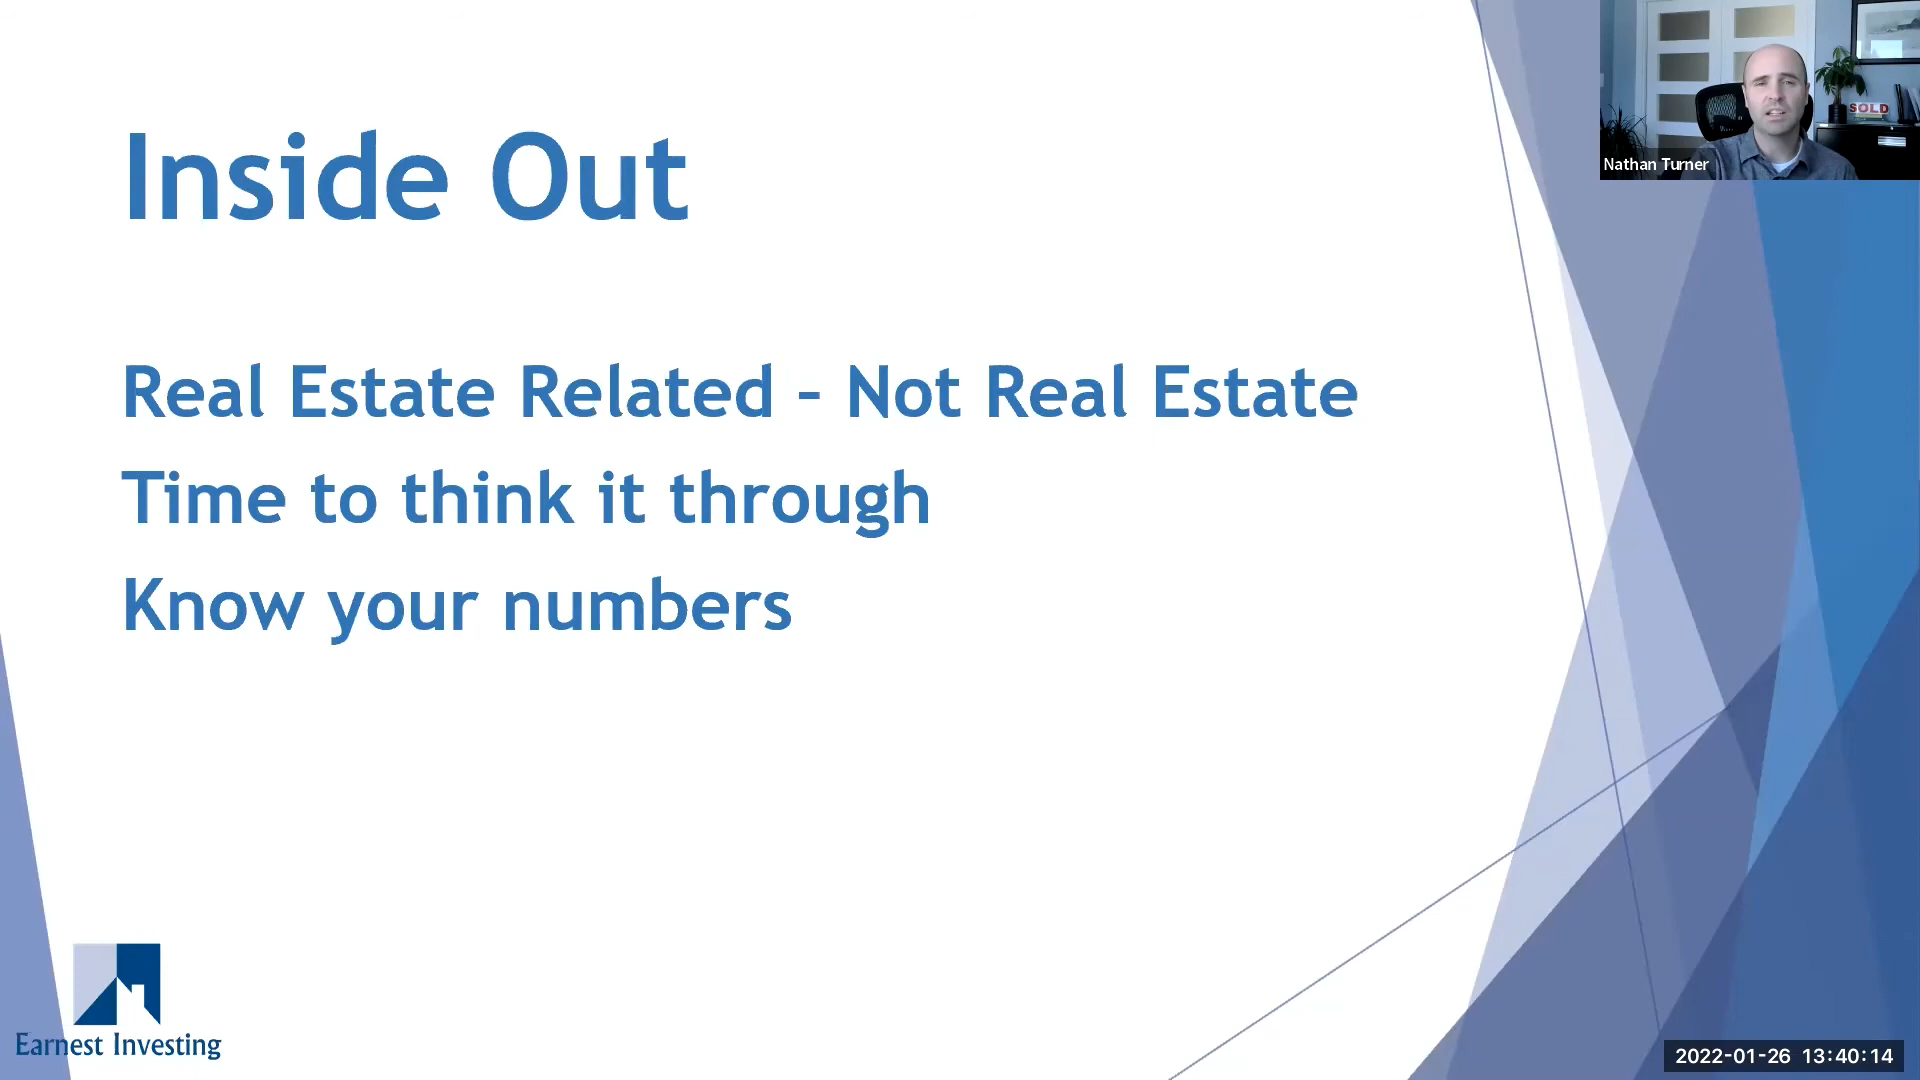 Inside Out
Real Estate Related – Not Real Estate
Time to think it through
Know your numbers
SOLD
Nathan Turner
Earnest Investing
2022-01-26 13:40:14